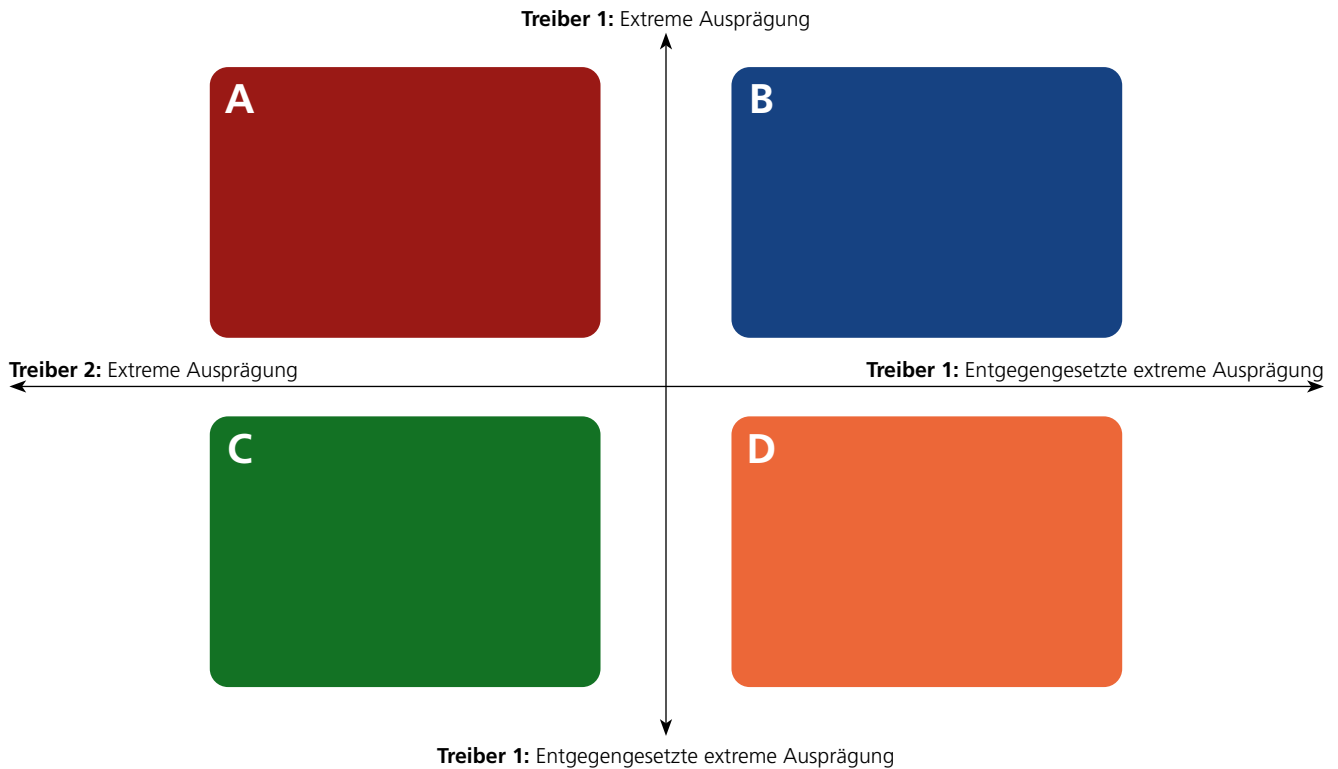 Treiber 1: Extreme Ausprägung
A
B
Treiber 2: Extreme Ausprägung
Treiber 1: Entgegengesetzte extreme Ausprägung
C
D
Treiber 1: Entgegengesetzte extreme Ausprägung